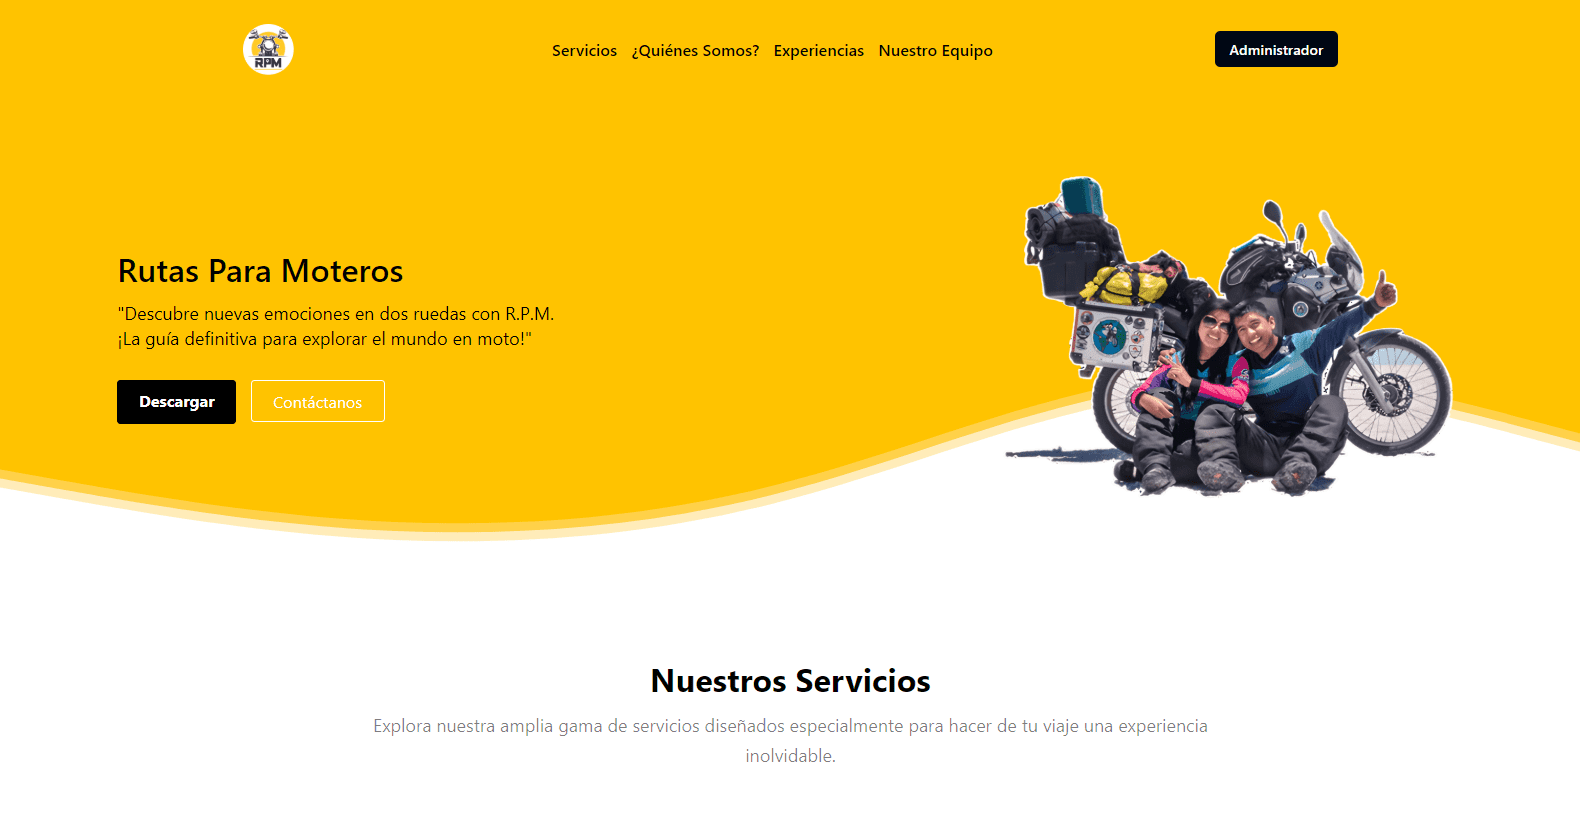 RPM
Servicios ¿Quiénes Somos? Experiencias Nuestro Equipo
Administrador
Rutas Para Moteros
"Descubre nuevas emociones en dos ruedas con R.P.M.
¡La guía definitiva para explorar el mundo en moto!"
Descargar Contáctanos
Nuestros Servicios
Explora nuestra amplia gama de servicios diseñados especialmente para hacer de tu viaje una experiencia
inolvidable.